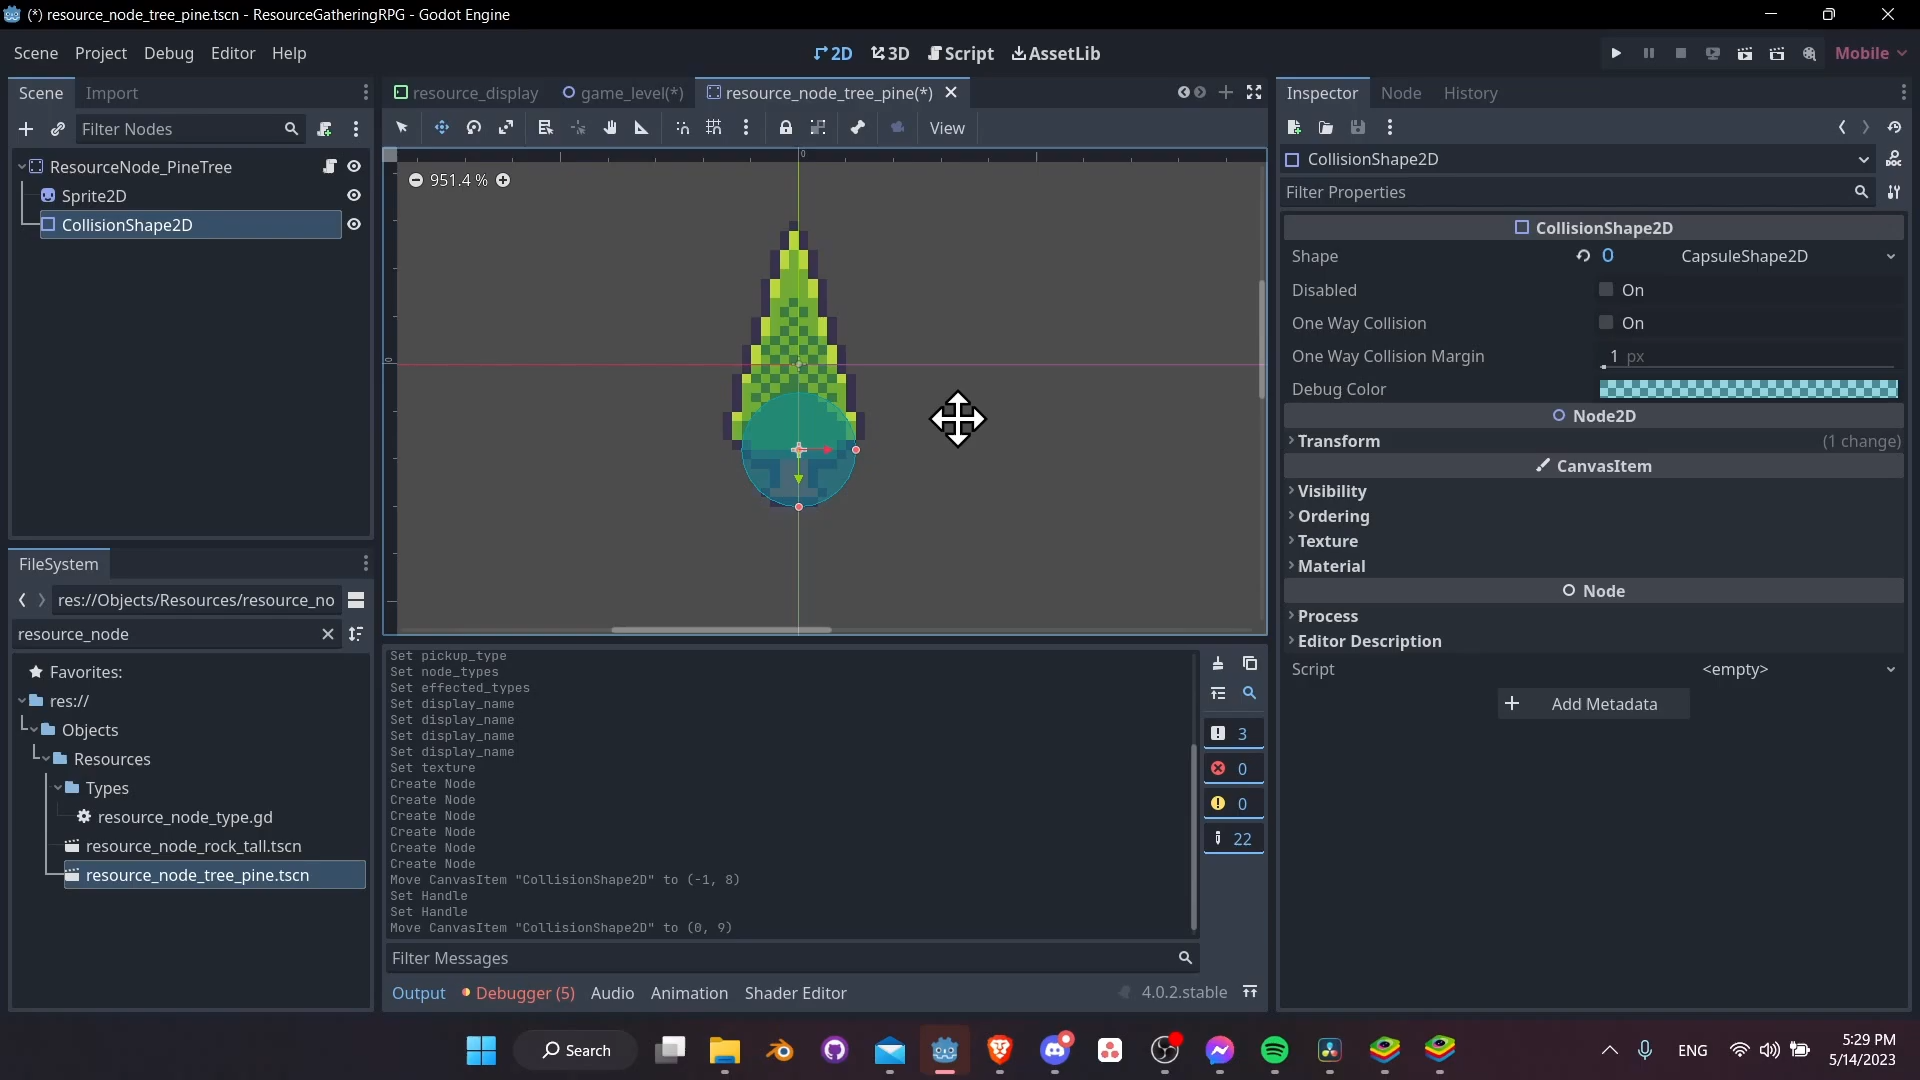 (*) resource_node_tree_pine.tscn - ResourceGatheringRPG - Godot Engine
Scene Project Debug Editor Help
2D 3D Script AssetLib
Mobile
Scene Import
Filter Nodes
ResourceNode_PineTree
Sprite2D
CollisionShape2D
FileSystem
res://Objects/Resources/resource_no
resource_node
Favorites:
res://
Objects
Resources
Types
resource_node_type.gd
resource_node_rock_tall.tscn
resource_node_tree_pine.tscn
resource_display game_level(*) resource_node_tree_pine(*)
View
0
951.4 %
0
Set pickup_type
Set node_types
Set effected_types
Set display_name
Set display_name
Set display_name
Set display_name
Set texture
Create Node
Create Node
Create Node
Create Node
Create Node
Create Node
Move CanvasItem "CollisionShape2D" to (-1, 8)
Set Handle
Set Handle
Move CanvasItem "CollisionShape2D" to (0, 9)
3
0
0
22
Filter Messages
Output Debugger (5) Audio Animation Shader Editor
4.0.2.stable
Inspector Node History
CollisionShape2D
Filter Properties
CollisionShape2D
Shape CapsuleShape2D
Disabled On
One Way Collision On
One Way Collision Margin 1 px
Debug Color
Node2D
Transform (1 change)
CanvasItem
Visibility
Ordering
Texture
Material
Node
Process
Editor Description
Script <empty>
Add Metadata
Search
ENG
5:29 PM
5/14/2023